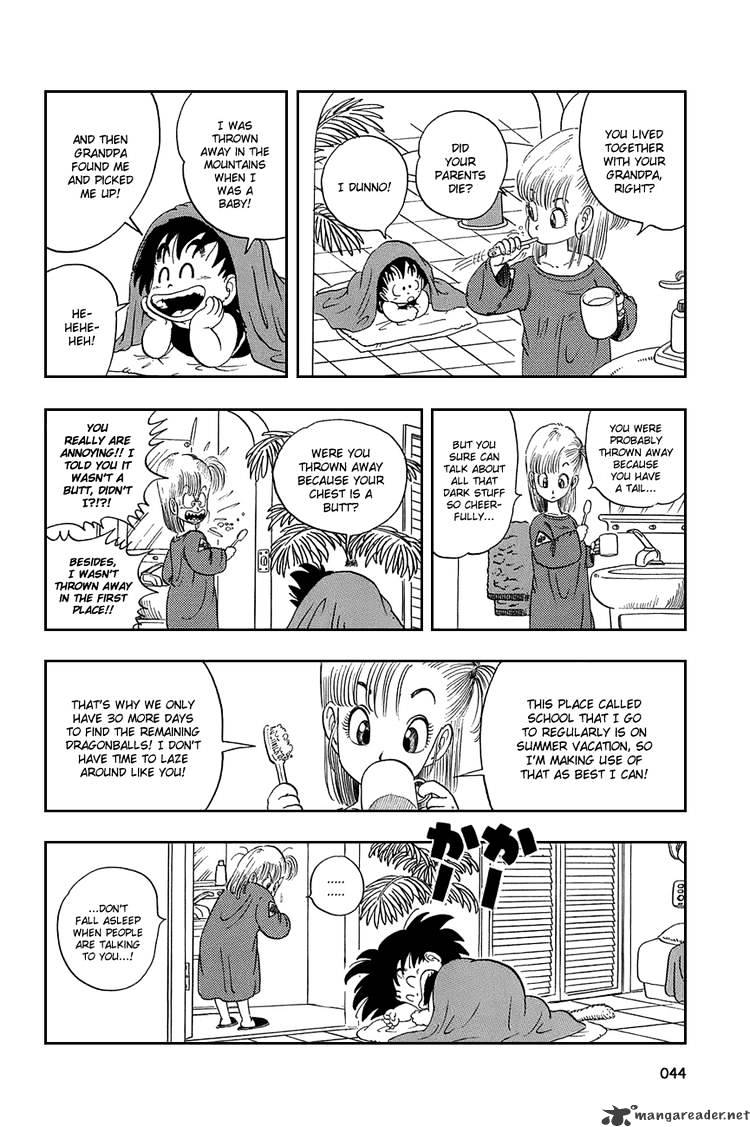 YOU LIVED
TOGETHER
WITH YOUR
GRANDPA,
RIGHT?
DID
YOUR
PARENTS
DIE?
I DUNNO!
I WAS
THROWN
AWAY IN THE
MOUNTAINS
WHEN I
WAS A
BABY!
AND THEN
GRANDPA
FOUND ME
AND PICKED
ME UP!
HE-
HEHE-
HEH!
YOU WERE
PROBABLY
THROWN
AWAY
BECAUSE
YOU HAVE
A TAIL...
BUT YOU
SURE CAN
TALK ABOUT
ALL THAT
DARK STUFF
SO CHEER-
FULLY...
WERE YOU
THROWN AWAY
BECAUSE YOUR
CHEST IS A
BUTT?
YOU
REALLY ARE
ANNOYING!! I
TOLD YOU IT
WASN'T A
BUTT, DIDN'T
I?!?!
BESIDES,
I WASN'T
THROWN AWAY
IN THE FIRST
PLACE!!
THIS PLACE CALLED
SCHOOL THAT I GO
TO REGULARLY IS ON
SUMMER VACATION, SO
I'M MAKING USE OF
THAT AS BEST I CAN!
THAT'S WHY WE ONLY
HAVE 30 MORE DAYS
TO FIND THE REMAINING
DRAGONBALLS! I DON'T
HAVE TIME TO LAZE
AROUND LIKE YOU!
かーかー
......
......
...DON'T
FALL ASLEEP
WHEN PEOPLE
ARE TALKING
TO YOU...!
044
mangareader.net